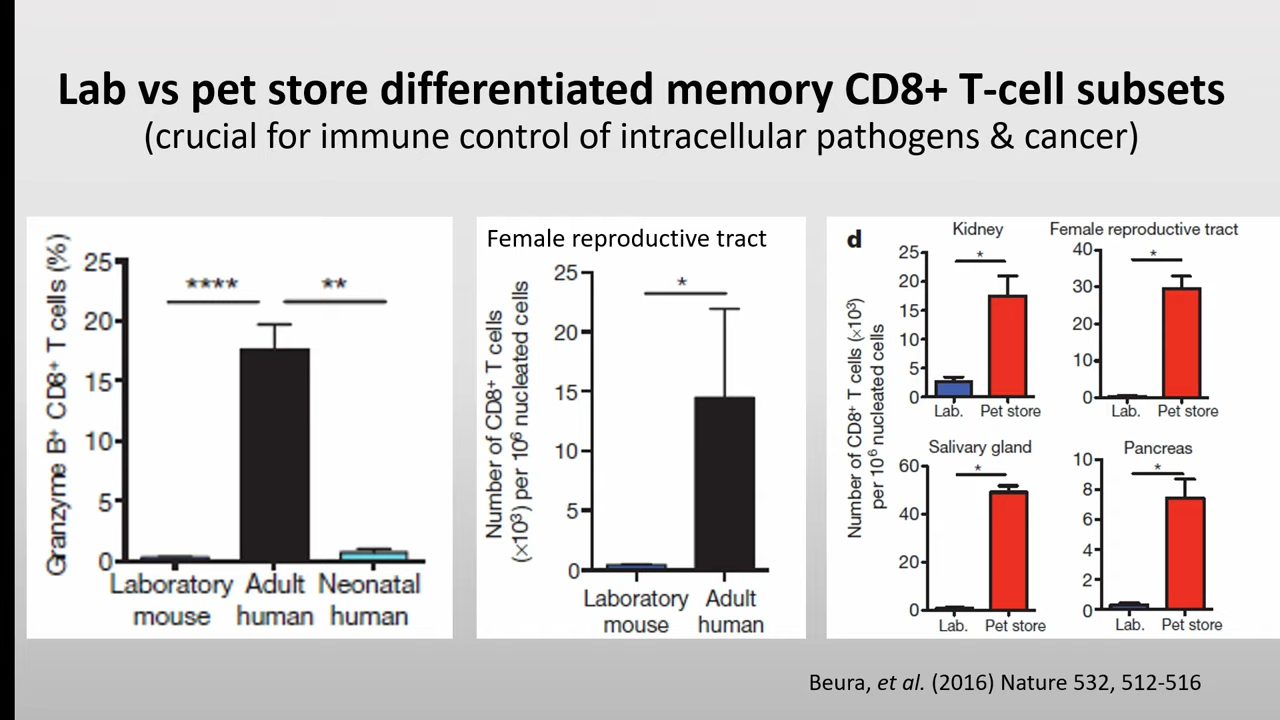 Lab vs pet store differentiated memory CD8+ T-cell subsets
(crucial for immune control of intracellular pathogens & cancer)
Granzyme B⁺ CD8⁺ T cells (%)
25
20
15
10
5
0
****
**
Laboratory mouse
Adult human
Neonatal human
Female reproductive tract
Number of CD8⁺ T cells
(×10³) per 10⁶ nucleated cells
25
20
15
10
5
0
*
Laboratory mouse
Adult human
d
Number of CD8⁺ T cells (×10³)
per 10⁶ nucleated cells
Kidney
25
20
15
10
5
0
*
Lab. Pet store
Female reproductive tract
40
30
20
10
0
*
Lab. Pet store
Salivary gland
60
40
20
0
*
Lab. Pet store
Pancreas
10
8
6
4
2
0
*
Lab. Pet store
Beura, et al. (2016) Nature 532, 512-516